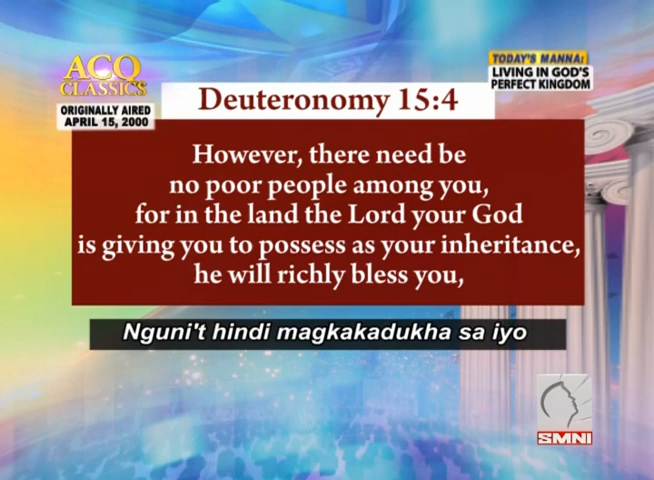 ACQ
CLASSICS
ORIGINALLY AIRED
APRIL 15, 2000
TODAY'S MANNA:
LIVING IN GOD'S
PERFECT KINGDOM
Deuteronomy 15:4
However, there need be
no poor people among you,
for in the land the Lord your God
is giving you to possess as your inheritance,
he will richly bless you,
Nguni't hindi magkakadukha sa iyo
SMNI